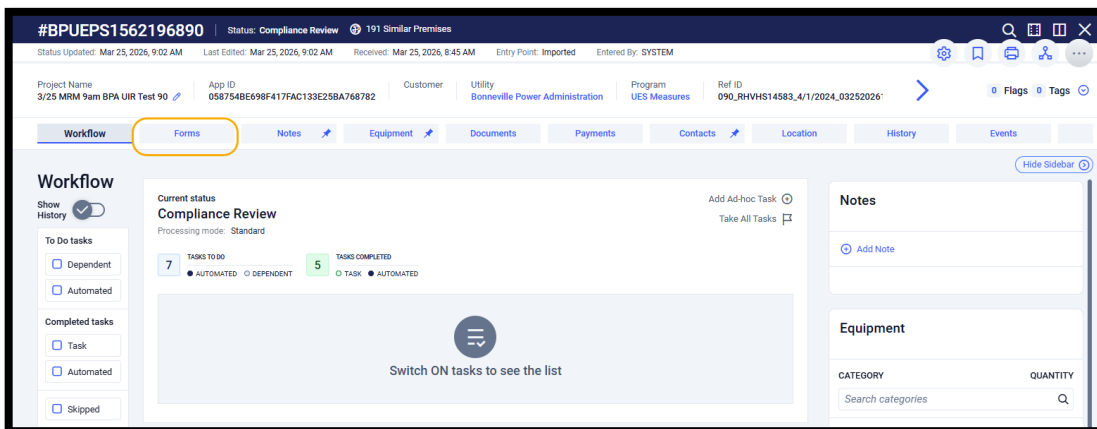 #BPUEPS1562196890 Status: Compliance Review 191 Similar Premises
Status Updated: Mar 25, 2026, 9:02 AM Last Edited: Mar 25, 2026, 9:02 AM Received: Mar 25, 2026, 8:45 AM Entry Point: Imported Entered By: SYSTEM
Project Name App ID Customer Utility Program Ref ID
3/25 MRM 9am BPA UIR Test 90 058754BE698F417FAC133E25BA768782 Bonneville Power Administration UES Measures 090_RHVHS14583_4/1/2024_03252026 0 Flags 0 Tags
Workflow Forms Notes Equipment Documents Payments Contacts Location History Events
Hide Sidebar
Workflow
Show
History
To Do tasks
Dependent
Automated
Completed tasks
Task
Automated
Skipped
Current status
Compliance Review
Processing mode: Standard
Add Ad-hoc Task
Take All Tasks
7 TASKS TO DO
AUTOMATED DEPENDENT
5 TASKS COMPLETED
TASK AUTOMATED
Switch ON tasks to see the list
Notes
Add Note
Equipment
CATEGORY QUANTITY
Search categories